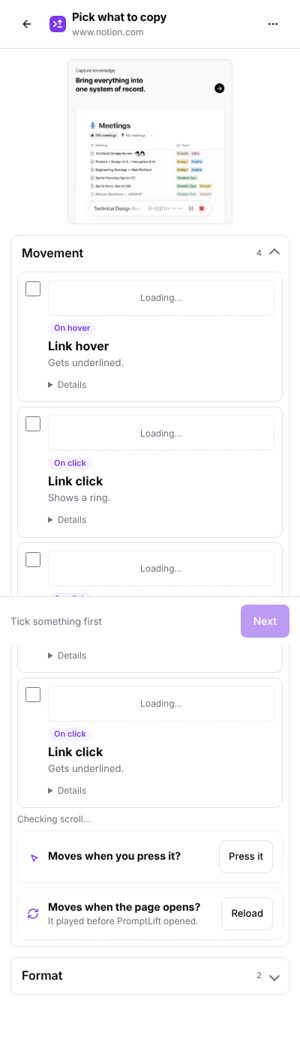 Pick what to copy
www.notion.com
Capture knowledge
Bring everything into
one system of record.
Meetings
Technical Design Re
Movement
4
Loading...
On hover
Link hover
Gets underlined.
Details
Loading...
On click
Link click
Shows a ring.
Details
Loading...
Tick something first
Next
Details
Loading...
On click
Link click
Gets underlined.
Details
Checking scroll...
Moves when you press it?
Press it
Moves when the page opens?
It played before PromptLift opened.
Reload
Format
2